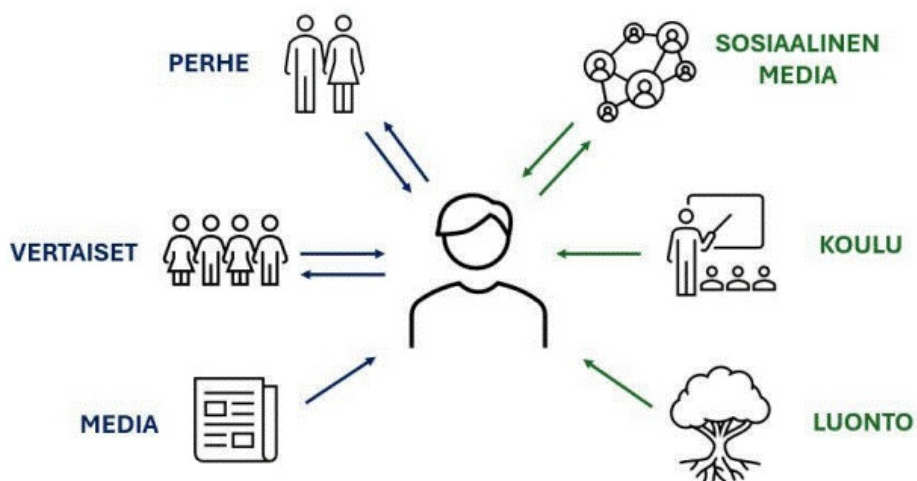 PERHE
SOSIAALINEN
MEDIA
VERTAISET
KOULU
MEDIA
LUONTO